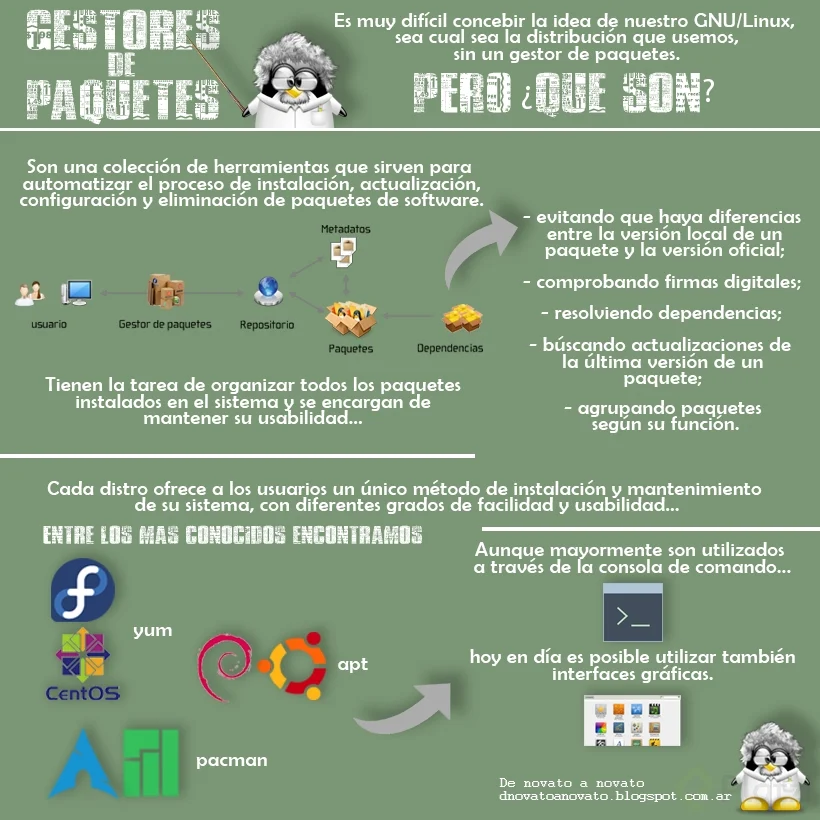 GESTORES
DE
PAQUETES
Es muy difícil concebir la idea de nuestro GNU/Linux,
sea cual sea la distribución que usemos,
sin un gestor de paquetes.
PERO ¿QUE SON?
Son una colección de herramientas que sirven para
automatizar el proceso de instalación, actualización,
configuración y eliminación de paquetes de software.
Metadatos
usuario
Gestor de paquetes
Repositorio
Paquetes
Dependencias
Tienen la tarea de organizar todos los paquetes
instalados en el sistema y se encargan de
mantener su usabilidad...
- evitando que haya diferencias
entre la versión local de un
paquete y la versión oficial;
- comprobando firmas digitales;
- resolviendo dependencias;
- búscando actualizaciones de
la última versión de un
paquete;
- agrupando paquetes
según su función.
Cada distro ofrece a los usuarios un único método de instalación y mantenimiento
de su sistema, con diferentes grados de facilidad y usabilidad...
ENTRE LOS MAS CONOCIDOS ENCONTRAMOS
yum
CentOS
apt
pacman
Aunque mayormente son utilizados
a través de la consola de comando...
>_
hoy en día es posible utilizar también
interfaces gráficas.
De novato a novato
dnovatoanovato.blogspot.com.ar